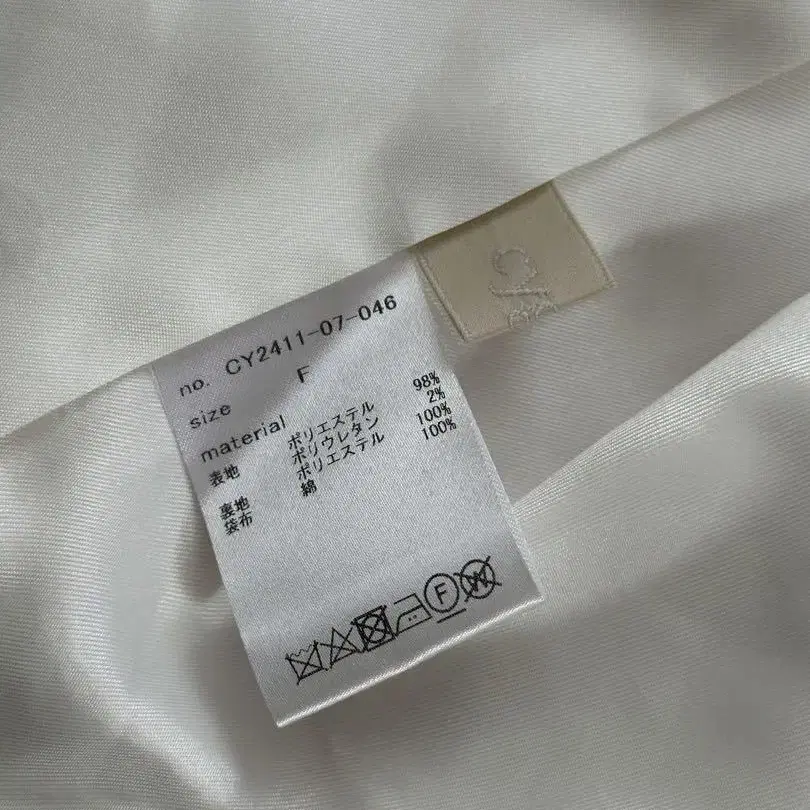 no. CY2411-07-046
size F
material
表地 ポリエステル 98%
ポリウレタン 2%
裏地 ポリエステル 100%
袋布 綿 100%
F W